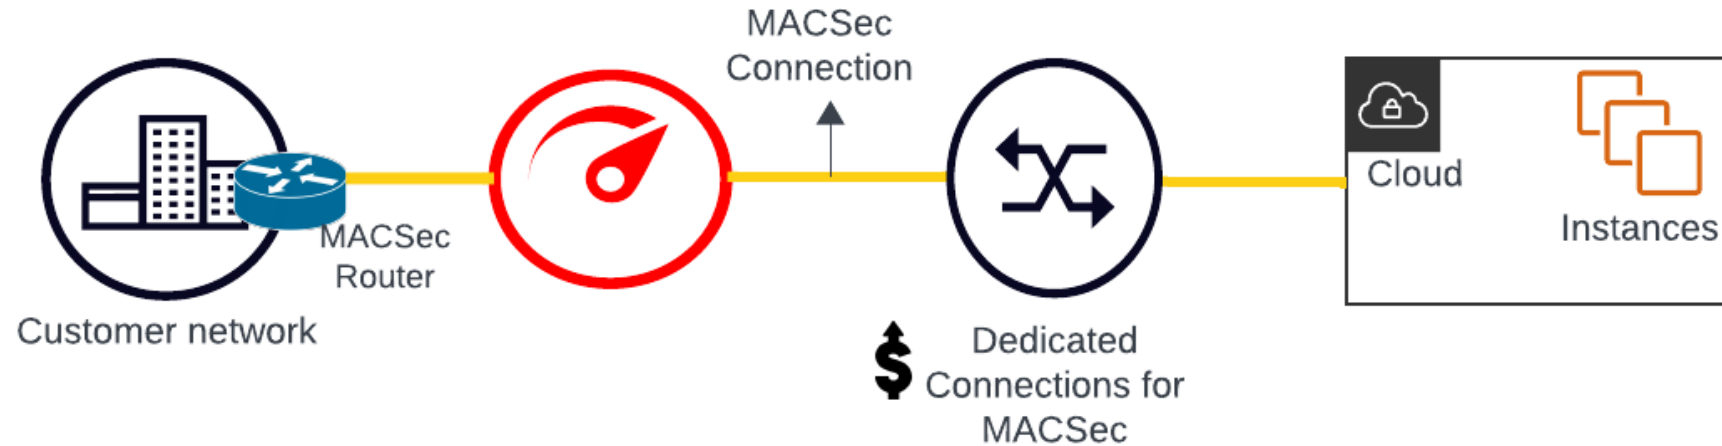 MACSec
Connection
MACSec
Router
Customer network
$
Dedicated
Connections for
MACSec
Cloud
Instances